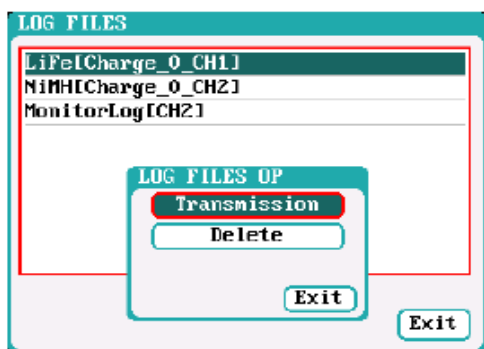 LOG FILES
LiFe[Charge_0_CH1]
NiMH[Charge_0_CH2]
MonitorLog[CH2]
LOG FILES OP
Transmission
Delete
Exit
Exit